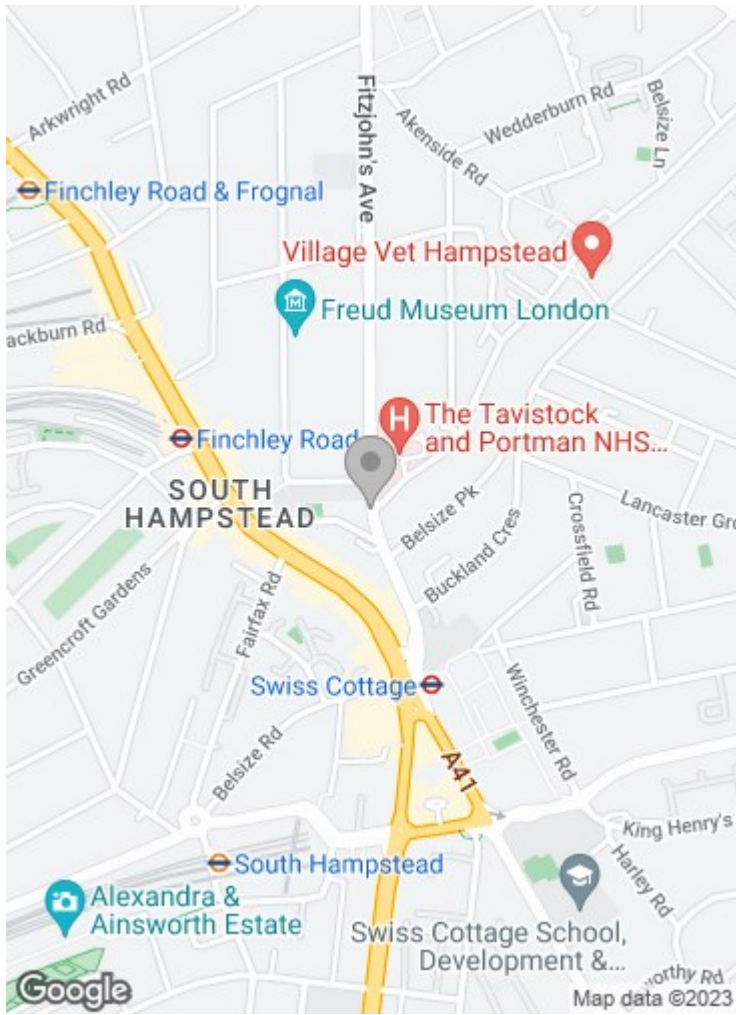 Arkwright Rd
Fitzjohn's Ave
Wedderburn Rd
Belsize Ln
Akenside Rd
Finchley Road & Frognal
Village Vet Hampstead
Freud Museum London
ackburn Rd
H
The Tavistock
and Portman NHS...
Finchley Road
SOUTH
HAMPSTEAD
Belsize Pk
Lancaster Gro
Buckland Cres
Crossfield Rd
Greencroft Gardens
Fairfax Rd
Swiss Cottage
Winchester Rd
Belsize Rd
A41
King Henry's
South Hampstead
Harley Rd
Alexandra &
Ainsworth Estate
Swiss Cottage School,
Development &...
orthy Rd
Google
Map data ©2023